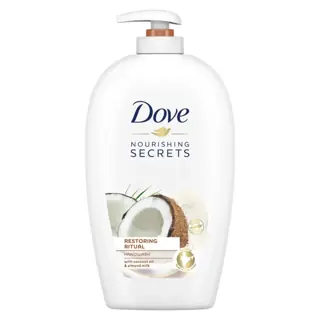 Dove
NOURISHING
SECRETS
RESTORING
RITUAL
HANDWASH
with coconut oil
& almond milk